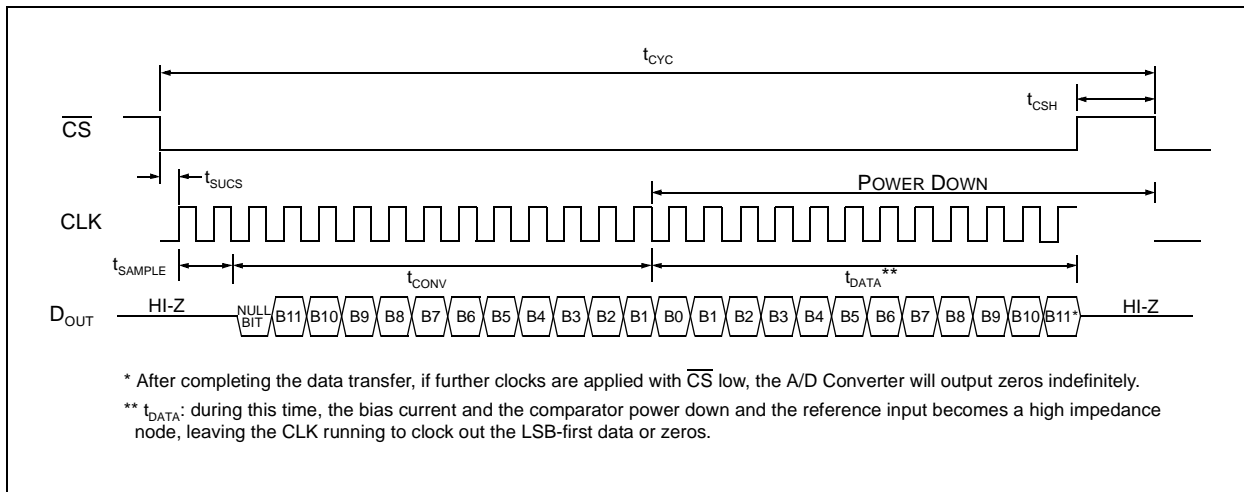 tCYC
tCSH
CS
tSUCS
POWER DOWN
CLK
tSAMPLE
tCONV
tDATA**
HI-Z
DOUT
NULL BIT B11 B10 B9 B8 B7 B6 B5 B4 B3 B2 B1 B0 B1 B2 B3 B4 B5 B6 B7 B8 B9 B10 B11*
HI-Z
* After completing the data transfer, if further clocks are applied with CS low, the A/D Converter will output zeros indefinitely.
** tDATA: during this time, the bias current and the comparator power down and the reference input becomes a high impedance
node, leaving the CLK running to clock out the LSB-first data or zeros.